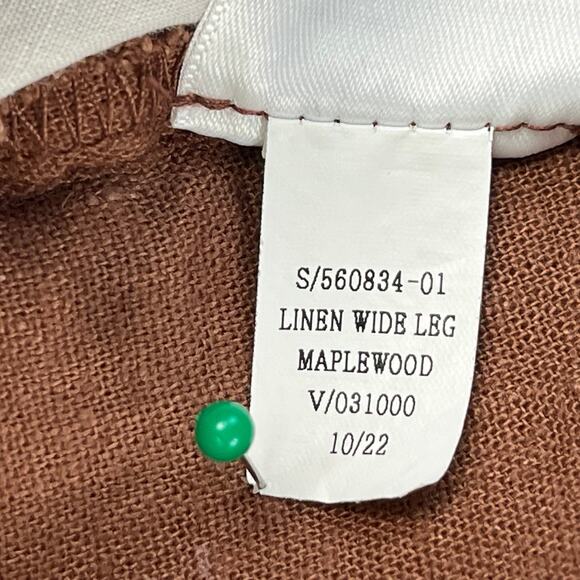 S/560834-01
LINEN WIDE LEG
MAPLEWOOD
V/031000
10/22